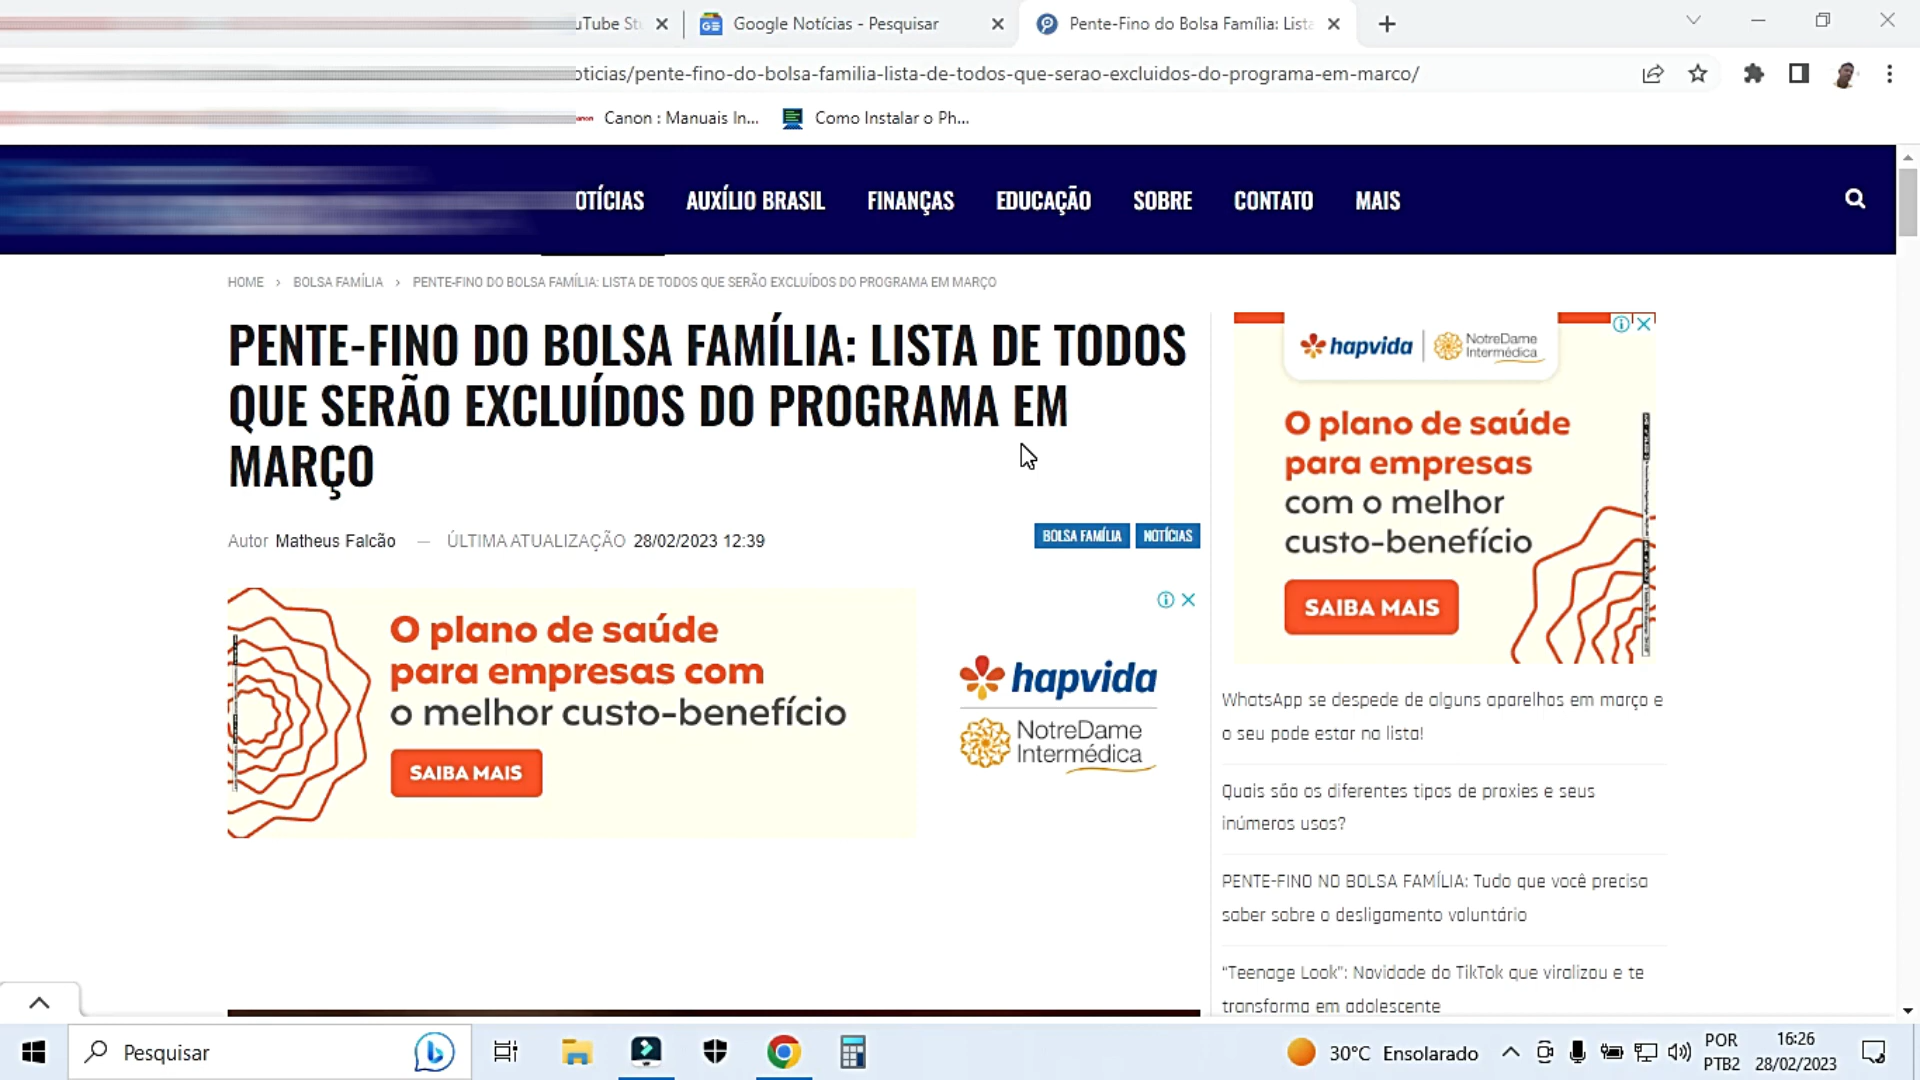 uTube Stu
Google Notícias - Pesquisar
Pente-Fino do Bolsa Família: Lista
oticias/pente-fino-do-bolsa-familia-lista-de-todos-que-serao-excluidos-do-programa-em-marco/
Canon : Manuais In...
Como Instalar o Ph...
OTÍCIAS
AUXÍLIO BRASIL
FINANÇAS
EDUCAÇÃO
SOBRE
CONTATO
MAIS
HOME > BOLSA FAMÍLIA > PENTE-FINO DO BOLSA FAMÍLIA: LISTA DE TODOS QUE SERÃO EXCLUÍDOS DO PROGRAMA EM MARÇO
PENTE-FINO DO BOLSA FAMÍLIA: LISTA DE TODOS
QUE SERÃO EXCLUÍDOS DO PROGRAMA EM
MARÇO
Autor Matheus Falcão — ÚLTIMA ATUALIZAÇÃO 28/02/2023 12:39
BOLSA FAMÍLIA
NOTÍCIAS
O plano de saúde
para empresas com
o melhor custo-benefício
SAIBA MAIS
hapvida
NotreDame
Intermédica
hapvida
NotreDame
Intermédica
O plano de saúde
para empresas
com o melhor
custo-benefício
SAIBA MAIS
WhatsApp se despede de alguns aparelhos em março e
o seu pode estar na lista!
Quais são os diferentes tipos de proxies e seus
inúmeros usos?
PENTE-FINO NO BOLSA FAMÍLIA: Tudo que você precisa
saber sobre o desligamento voluntário
“Teenage Look”: Novidade do TikTok que viralizou e te
transforma em adolescente
Pesquisar
30°C Ensolarado
POR
PTB2
16:26
28/02/2023